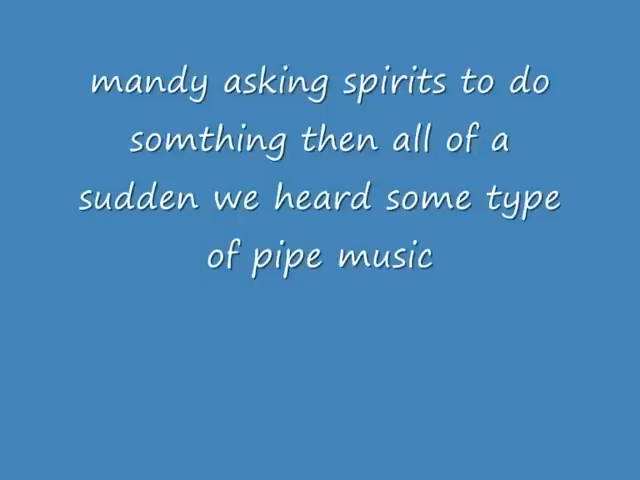 mandy asking spirits to do
somthing then all of a
sudden we heard some type
of pipe music